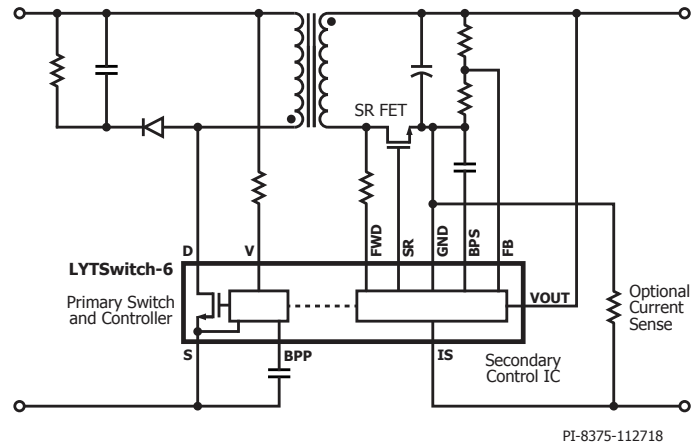 SR FET
D
V
FWD
SR
GND
BPS
FB
LYTSwitch-6
VOUT
Primary Switch
and Controller
Optional
Current
Sense
S
BPP
IS
Secondary
Control IC
PI-8375-112718